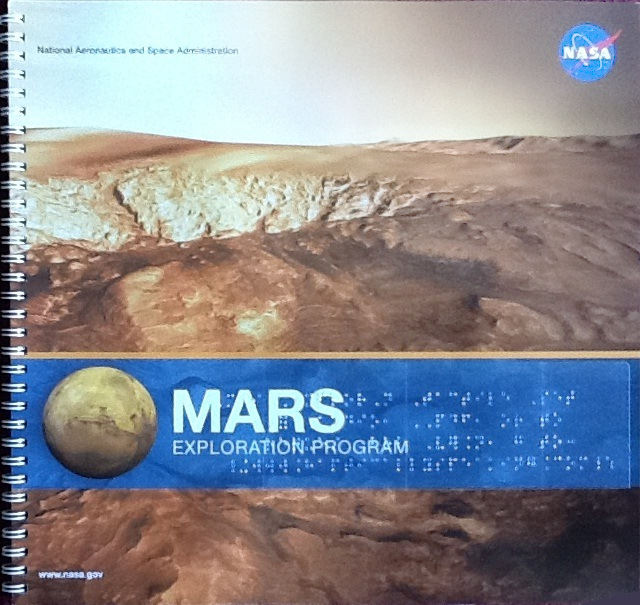 National Aeronautics and Space Administration
NASA
MARS
EXPLORATION PROGRAM
www.nasa.gov